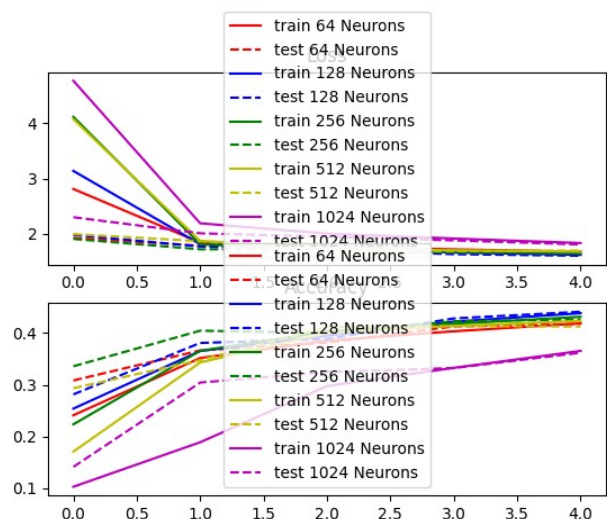 train 64 Neurons
test 64 Neurons
Loss
train 128 Neurons
test 128 Neurons
train 256 Neurons
test 256 Neurons
train 512 Neurons
test 512 Neurons
train 1024 Neurons
test 1024 Neurons
4
3
2
0.0 0.5 1.0 1.5 2.0 2.5 3.0 3.5 4.0
train 64 Neurons
test 64 Neurons
Accuracy
train 128 Neurons
test 128 Neurons
train 256 Neurons
test 256 Neurons
train 512 Neurons
test 512 Neurons
train 1024 Neurons
test 1024 Neurons
0.4
0.3
0.2
0.1
0.0 0.5 1.0 1.5 2.0 2.5 3.0 3.5 4.0